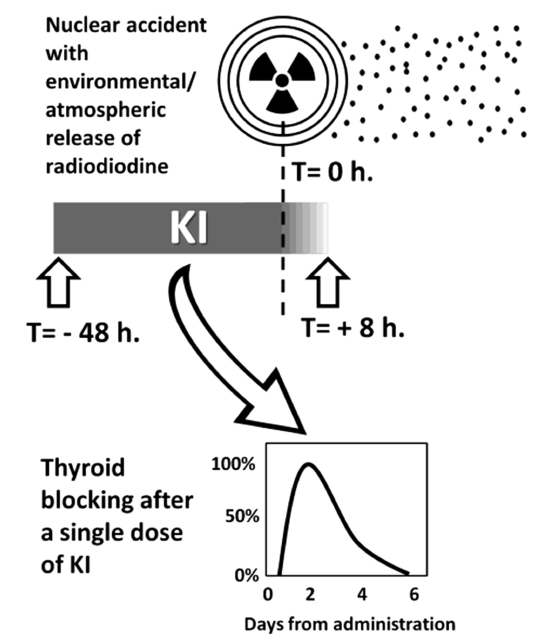 Nuclear accident
with
environmental/
atmospheric
release of
radiodiodine
T= 0 h.
KI
T= - 48 h.
T= + 8 h.
Thyroid
blocking after
a single dose
of KI
100%
50%
0%
0 2 4 6
Days from administration